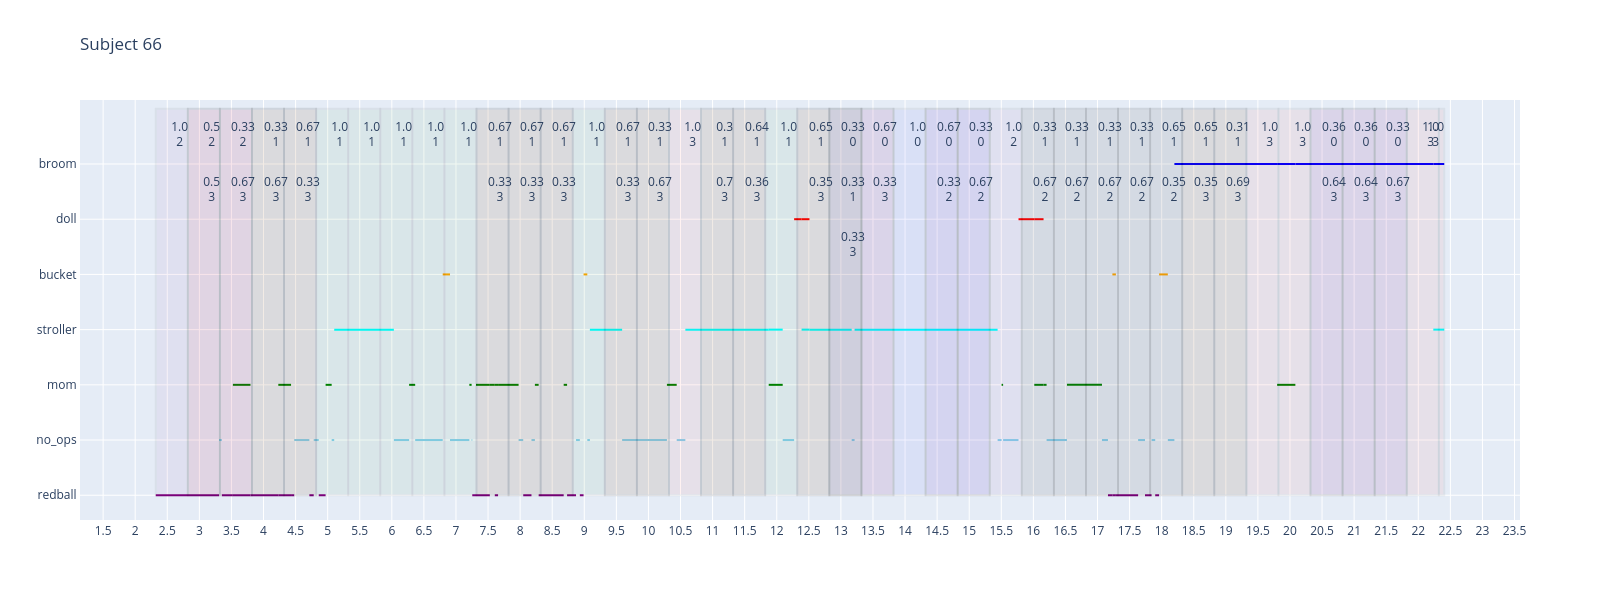 Subject 66
1.0 0.5 0.33 0.33 0.67 1.0 1.0 1.0 1.0 1.0 0.67 0.67 0.67 1.0 0.67 0.33 1.0 0.3 0.64 1.0 0.65 0.33 0.67 1.0 0.67 0.33 1.0 0.33 0.33 0.33 0.33 0.65 0.65 0.31 1.0 1.0 0.36 0.36 0.33
2 2 2 1 1 1 1 1 1 1 1 1 1 1 1 1 3 1 1 1 1 0 0 0 0 0 2 1 1 1 1 1 1 1 3 3 0 0 0
broom
0.5 0.67 0.67 0.33 0.33 0.33 0.33 0.33 0.67 0.7 0.36 0.35 0.33 0.33 0.33 0.67 0.67 0.67 0.67 0.67 0.35 0.35 0.69 0.64 0.64 0.67
3 3 3 3 3 3 3 3 3 3 3 3 1 3 2 2 2 2 2 2 2 3 3 3 3 3
doll
0.33
3
bucket
stroller
mom
no_ops
redball
1.5 2 2.5 3 3.5 4 4.5 5 5.5 6 6.5 7 7.5 8 8.5 9 9.5 10 10.5 11 11.5 12 12.5 13 13.5 14 14.5 15 15.5 16 16.5 17 17.5 18 18.5 19 19.5 20 20.5 21 21.5 22 22.5 23 23.5